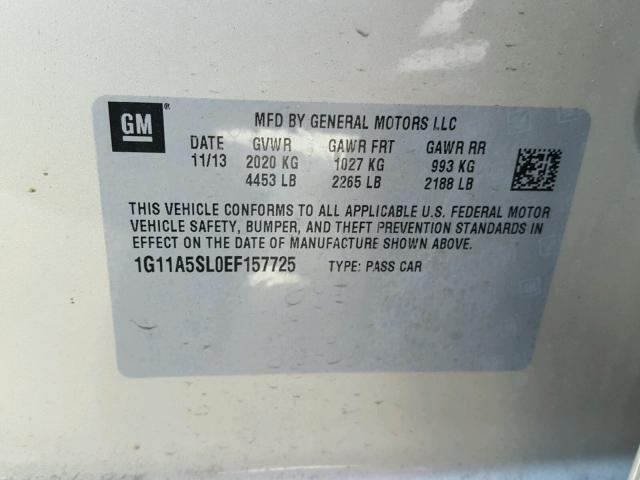 GM ®
MFD BY GENERAL MOTORS LLC
DATE GVWR GAWR FRT GAWR RR
11/13 2020 KG 1027 KG 993 KG
4453 LB 2265 LB 2188 LB
THIS VEHICLE CONFORMS TO ALL APPLICABLE U.S. FEDERAL MOTOR
VEHICLE SAFETY, BUMPER, AND THEFT PREVENTION STANDARDS IN
EFFECT ON THE DATE OF MANUFACTURE SHOWN ABOVE.
1G11A5SL0EF157725 TYPE: PASS CAR